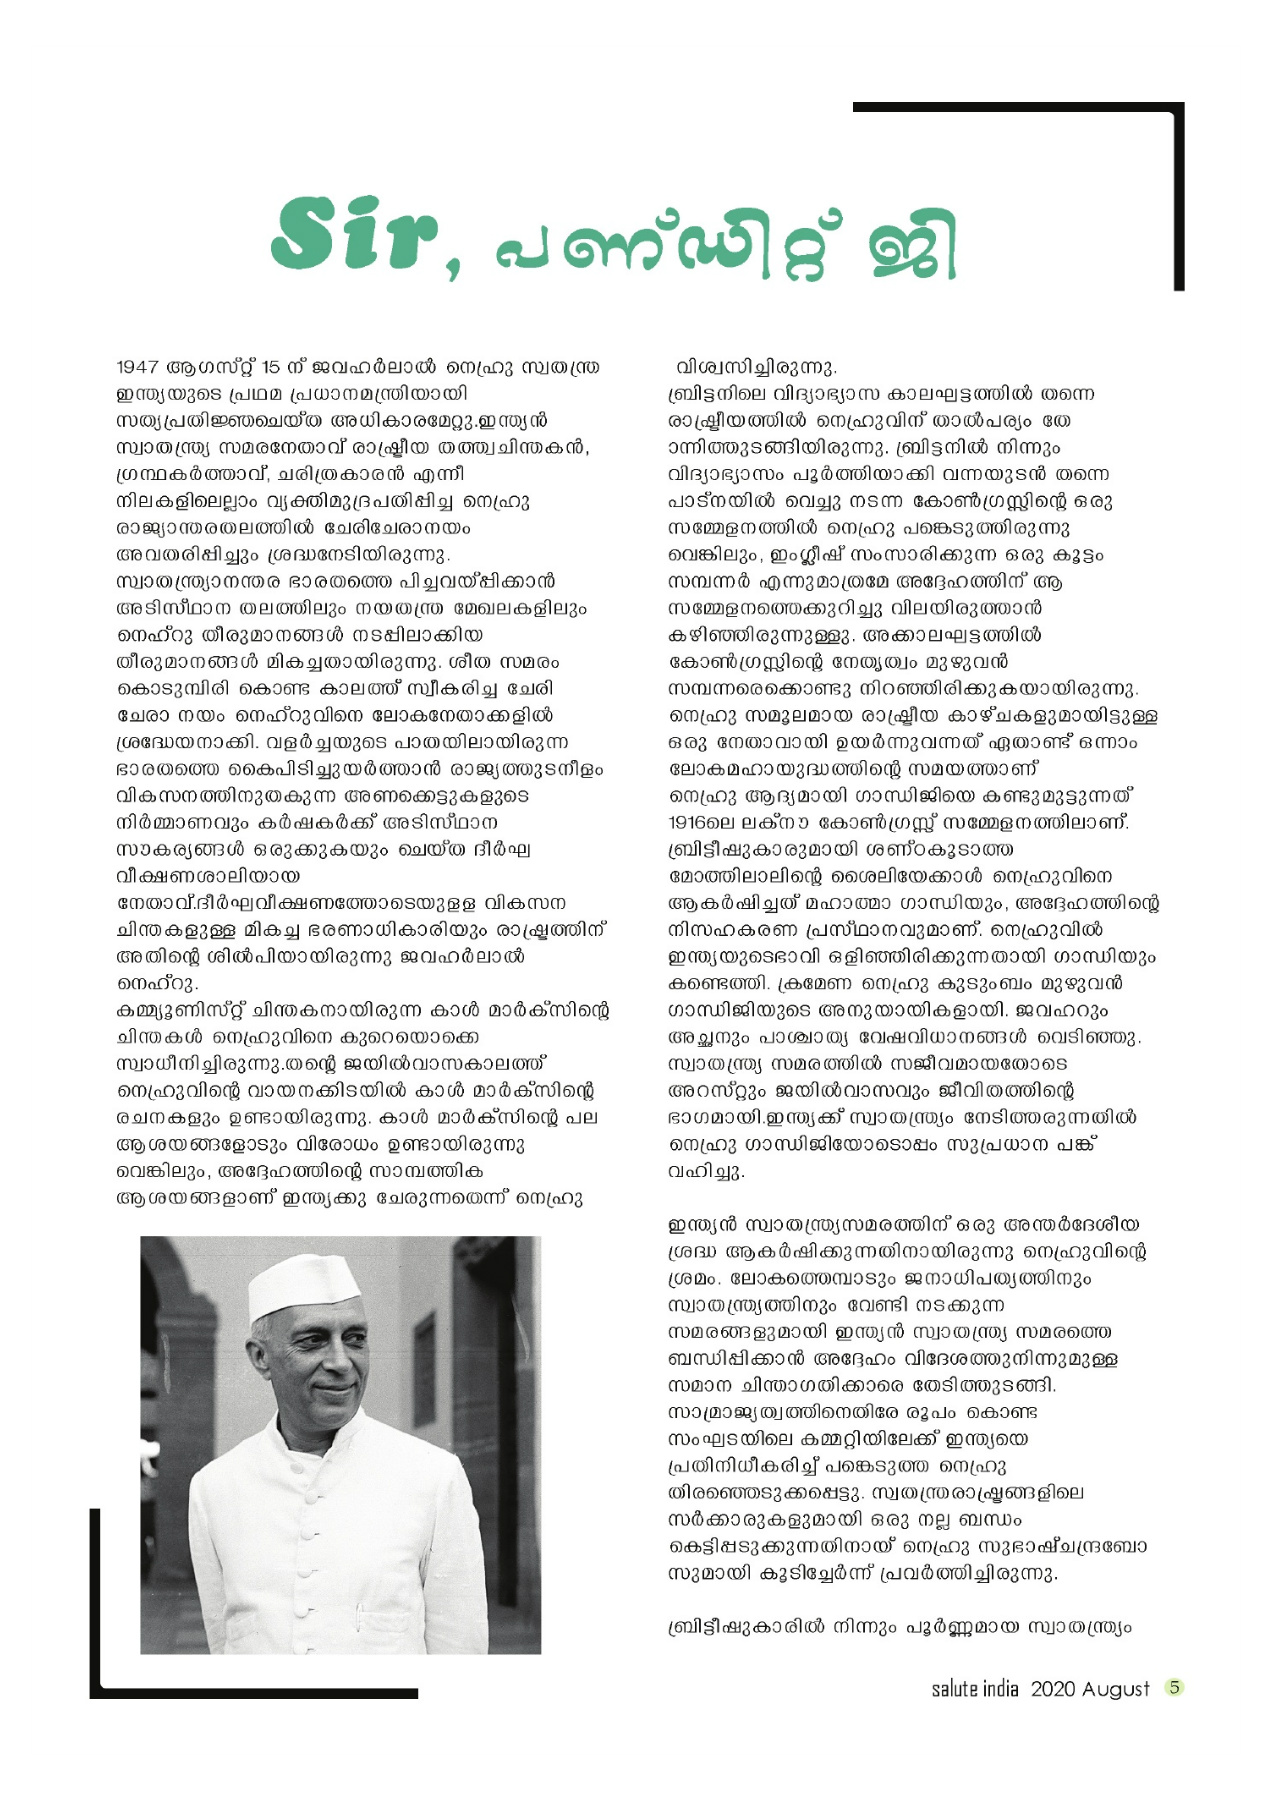 Sir, പണ്ഡിറ്റ് ജി
1947 ആഗസ്റ്റ് 15 ന് ജവഹർലാൽ നെഹ്രു സ്വതന്ത്ര
ഇന്ത്യയുടെ പ്രഥമ പ്രധാനമന്ത്രിയായി
സത്യപ്രതിജ്ഞചെയ്ത അധികാരമേറ്റു.ഇന്ത്യൻ
സ്വാതന്ത്ര്യ സമരനേതാവ് രാഷ്ട്രീയ തത്ത്വചിന്തകൻ,
ഗ്രന്ഥകർത്താവ്, ചരിത്രകാരൻ എന്നീ
നിലകളിലെല്ലാം വ്യക്തിമുദ്രപതിപ്പിച്ച നെഹ്രു
രാജ്യാന്തരതലത്തിൽ ചേരിചേരാനയം
അവതരിപ്പിച്ചും ശ്രദ്ധനേടിയിരുന്നു.
സ്വാതന്ത്ര്യാനന്തര ഭാരതത്തെ പിച്ചവയ്പ്പിക്കാൻ
അടിസ്ഥാന തലത്തിലും നയതന്ത്ര മേഖലകളിലും
നെഹ്റു തീരുമാനങ്ങൾ നടപ്പിലാക്കിയ
തീരുമാനങ്ങൾ മികച്ചതായിരുന്നു. ശീത സമരം
കൊടുമ്പിരി കൊണ്ട കാലത്ത് സ്വീകരിച്ച ചേരി
ചേരാ നയം നെഹ്റുവിനെ ലോകനേതാക്കളിൽ
ശ്രദ്ധേയനാക്കി. വളർച്ചയുടെ പാതയിലായിരുന്ന
ഭാരതത്തെ കൈപിടിച്ചുയർത്താൻ രാജ്യത്തുടനീളം
വികസനത്തിനുതകുന്ന അണക്കെട്ടുകളുടെ
നിർമ്മാണവും കർഷകർക്ക് അടിസ്ഥാന
സൗകര്യങ്ങൾ ഒരുക്കുകയും ചെയ്ത ദീർഘ
വീക്ഷണശാലിയായ
നേതാവ്.ദീർഘവീക്ഷണത്തോടെയുളള വികസന
ചിന്തകളുള്ള മികച്ച ഭരണാധികാരിയും രാഷ്ട്രത്തിന്
അതിന്റെ ശിൽപിയായിരുന്നു ജവഹർലാൽ
നെഹ്റു.
കമ്മ്യൂണിസ്റ്റ് ചിന്തകനായിരുന്ന കാൾ മാർക്സിന്റെ
ചിന്തകൾ നെഹ്രുവിനെ കുറെയൊക്കെ
സ്വാധീനിച്ചിരുന്നു.തന്റെ ജയിൽവാസകാലത്ത്
നെഹ്രുവിന്റെ വായനക്കിടയിൽ കാൾ മാർക്സിന്റെ
രചനകളും ഉണ്ടായിരുന്നു. കാൾ മാർക്സിന്റെ പല
ആശയങ്ങളോടും വിരോധം ഉണ്ടായിരുന്നു
വെങ്കിലും, അദ്ദേഹത്തിന്റെ സാമ്പത്തിക
ആശയങ്ങളാണ് ഇന്ത്യക്കു ചേരുന്നതെന്ന് നെഹ്രു
വിശ്വസിച്ചിരുന്നു.
ബ്രിട്ടനിലെ വിദ്യാഭ്യാസ കാലഘട്ടത്തിൽ തന്നെ
രാഷ്ട്രീയത്തിൽ നെഹ്രുവിന് താൽപര്യം തേ
ാന്നിത്തുടങ്ങിയിരുന്നു. ബ്രിട്ടനിൽ നിന്നും
വിദ്യാഭ്യാസം പൂർത്തിയാക്കി വന്നയുടൻ തന്നെ
പാട്നയിൽ വെച്ചു നടന്ന കോൺഗ്രസ്സിന്റെ ഒരു
സമ്മേളനത്തിൽ നെഹ്രു പങ്കെടുത്തിരുന്നു
വെങ്കിലും, ഇംഗ്ലീഷ് സംസാരിക്കുന്ന ഒരു കൂട്ടം
സമ്പന്നർ എന്നുമാത്രമേ അദ്ദേഹത്തിന് ആ
സമ്മേളനത്തെക്കുറിച്ചു വിലയിരുത്താൻ
കഴിഞ്ഞിരുന്നുള്ളു. അക്കാലഘട്ടത്തിൽ
കോൺഗ്രസ്സിന്റെ നേതൃത്വം മുഴുവൻ
സമ്പന്നരെക്കൊണ്ടു നിറഞ്ഞിരിക്കുകയായിരുന്നു.
നെഹ്രു സമൂലമായ രാഷ്ട്രീയ കാഴ്ചകളുമായിട്ടുള്ള
ഒരു നേതാവായി ഉയർന്നുവന്നത് ഏതാണ്ട് ഒന്നാം
ലോകമഹായുദ്ധത്തിന്റെ സമയത്താണ്
നെഹ്രു ആദ്യമായി ഗാന്ധിജിയെ കണ്ടുമുട്ടുന്നത്
1916ലെ ലക്നൗ കോൺഗ്രസ്സ് സമ്മേളനത്തിലാണ്.
ബ്രിട്ടീഷുകാരുമായി ശണ്ഠകൂടാത്ത
മോത്തിലാലിന്റെ ശൈലിയേക്കാൾ നെഹ്രുവിനെ
ആകർഷിച്ചത് മഹാത്മാ ഗാന്ധിയും, അദ്ദേഹത്തിന്റെ
നിസഹകരണ പ്രസ്ഥാനവുമാണ്. നെഹ്രുവിൽ
ഇന്ത്യയുടെഭാവി ഒളിഞ്ഞിരിക്കുന്നതായി ഗാന്ധിയും
കണ്ടെത്തി. ക്രമേണ നെഹ്രു കുടുംബം മുഴുവൻ
ഗാന്ധിജിയുടെ അനുയായികളായി. ജവഹറും
അച്ഛനും പാശ്ചാത്യ വേഷവിധാനങ്ങൾ വെടിഞ്ഞു.
സ്വാതന്ത്ര്യ സമരത്തിൽ സജീവമായതോടെ
അറസ്റ്റും ജയിൽവാസവും ജീവിതത്തിന്റെ
ഭാഗമായി.ഇന്ത്യക്ക് സ്വാതന്ത്ര്യം നേടിത്തരുന്നതിൽ
നെഹ്രു ഗാന്ധിജിയോടൊപ്പം സുപ്രധാന പങ്ക്
വഹിച്ചു.
ഇന്ത്യൻ സ്വാതന്ത്ര്യസമരത്തിന് ഒരു അന്തർദേശീയ
ശ്രദ്ധ ആകർഷിക്കുന്നതിനായിരുന്നു നെഹ്രുവിന്റെ
ശ്രമം. ലോകത്തെമ്പാടും ജനാധിപത്യത്തിനും
സ്വാതന്ത്ര്യത്തിനും വേണ്ടി നടക്കുന്ന
സമരങ്ങളുമായി ഇന്ത്യൻ സ്വാതന്ത്ര്യ സമരത്തെ
ബന്ധിപ്പിക്കാൻ അദ്ദേഹം വിദേശത്തുനിന്നുമുള്ള
സമാന ചിന്താഗതിക്കാരെ തേടിത്തുടങ്ങി.
സാമ്രാജ്യത്വത്തിനെതിരേ രൂപം കൊണ്ട
സംഘടയിലെ കമ്മറ്റിയിലേക്ക് ഇന്ത്യയെ
പ്രതിനിധീകരിച്ച് പങ്കെടുത്ത നെഹ്രു
തിരഞ്ഞെടുക്കപ്പെട്ടു. സ്വതന്ത്രരാഷ്ട്രങ്ങളിലെ
സർക്കാരുകളുമായി ഒരു നല്ല ബന്ധം
കെട്ടിപ്പടുക്കുന്നതിനായ് നെഹ്രു സുഭാഷ്ചന്ദ്രബോ
സുമായി കൂടിച്ചേർന്ന് പ്രവർത്തിച്ചിരുന്നു.
ബ്രിട്ടീഷുകാരിൽ നിന്നും പൂർണ്ണമായ സ്വാതന്ത്ര്യം
salute india 2020 August 5